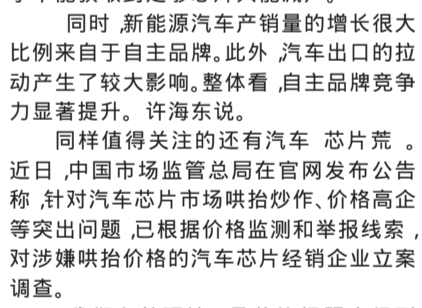 同时,新能源汽车产销量的增长很大
比例来自于自主品牌。此外,汽车出口的拉
动产生了较大影响。整体看,自主品牌竞争
力显著提升。许海东说。
同样值得关注的还有汽车 芯片荒 。
近日,中国市场监管总局在官网发布公告
称,针对汽车芯片市场哄抬炒作、价格高企
等突出问题,已根据价格监测和举报线索,
对涉嫌哄抬价格的汽车芯片经销企业立案
调查。